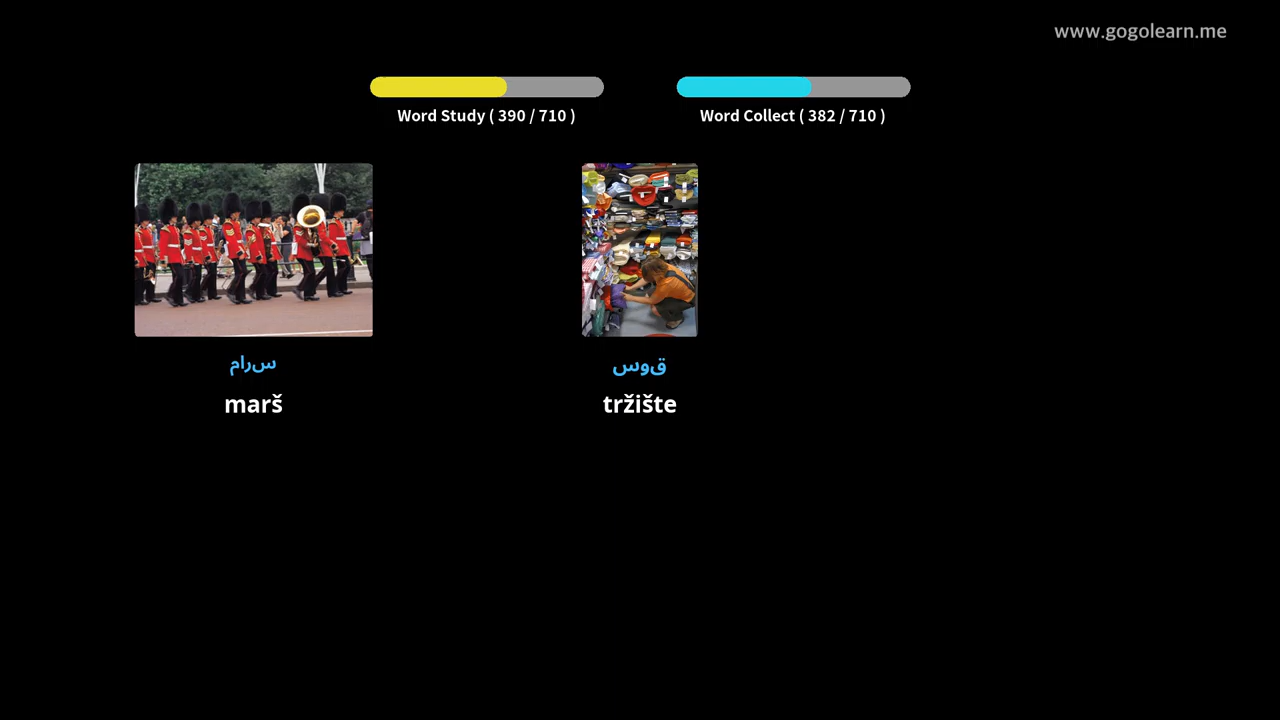 www.gogolearn.me
Word Study ( 390 / 710 )
Word Collect ( 382 / 710 )
سرام
قوس
marš
tržište